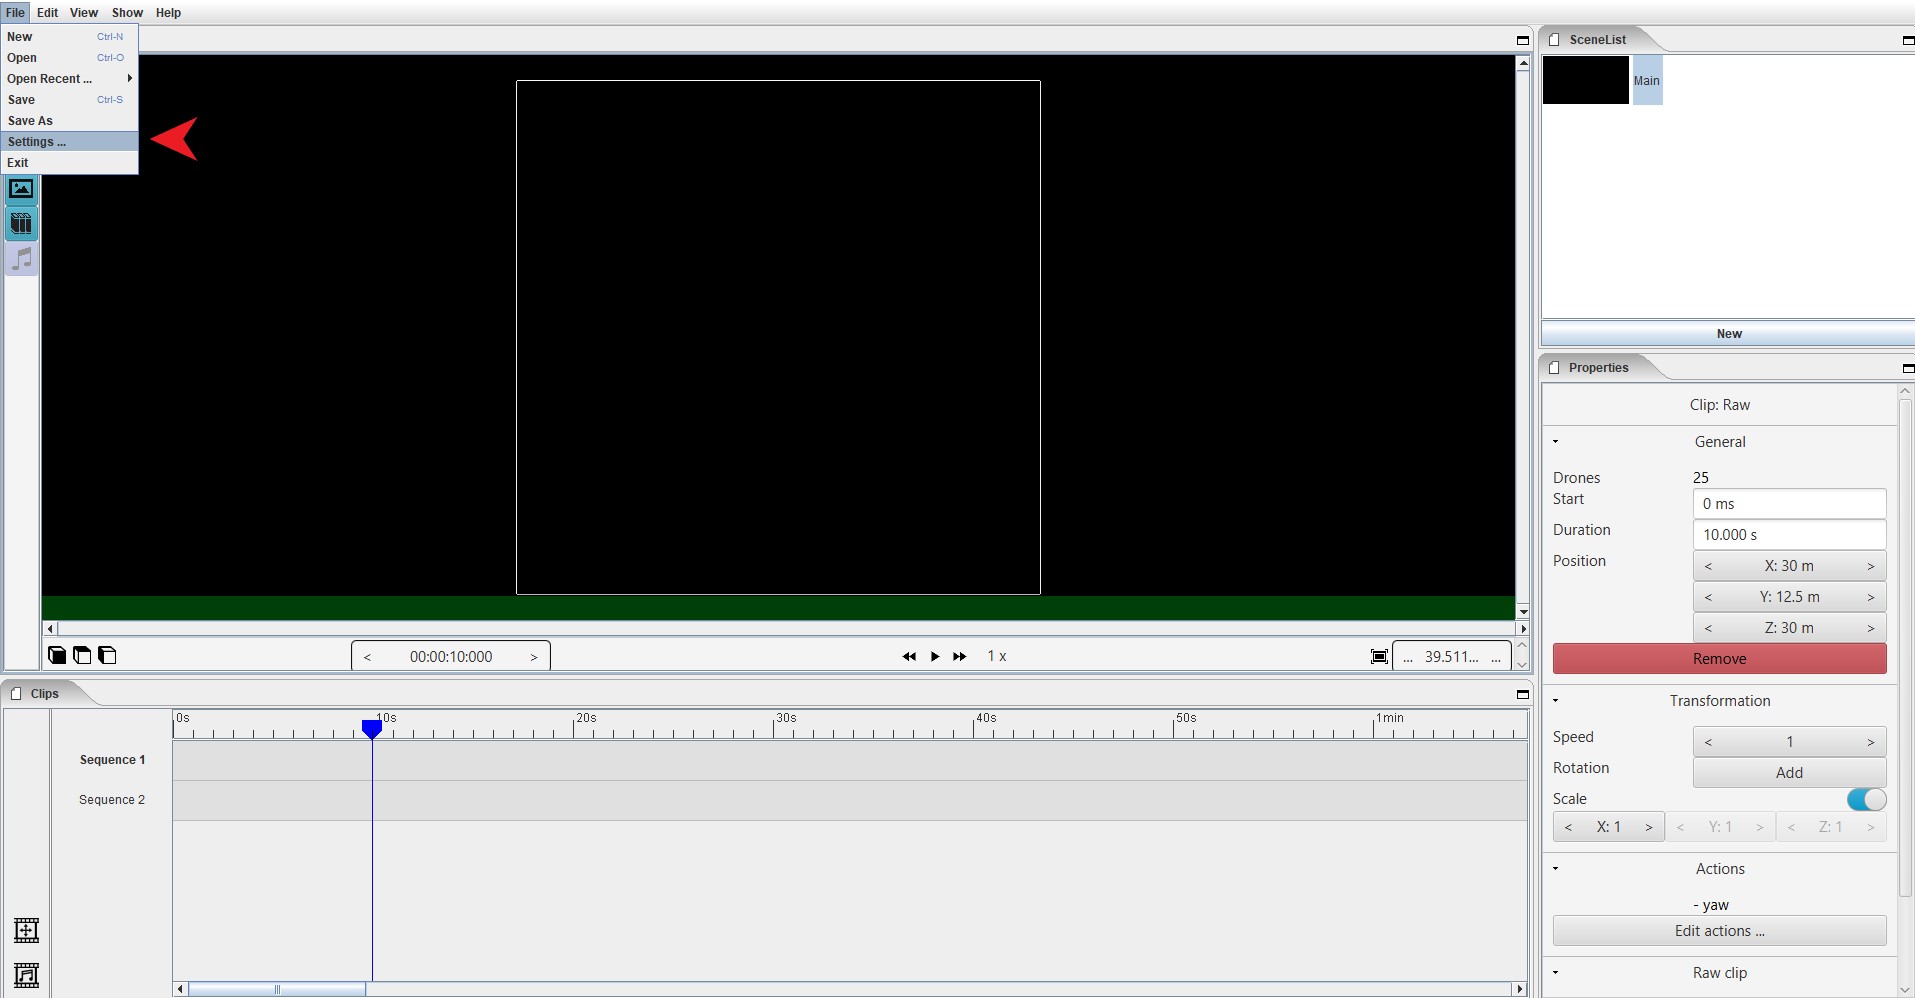 File Edit View Show Help
New Ctrl-N
Open Ctrl-O
Open Recent ...
Save Ctrl-S
Save As
Settings ...
Exit
SceneList
Main
New
Properties
Clip: Raw
General
Drones 25
Start 0 ms
Duration 10.000 s
Position < X: 30 m >
< Y: 12.5 m >
< Z: 30 m >
Remove
Transformation
Speed < 1 >
Rotation Add
Scale
< X: 1 > < Y: 1 > < Z: 1 >
Actions
- yaw
Edit actions ...
Raw clip
< 00:00:10:000 > 1 x ... 39.511... ...
Clips
0s 10s 20s 30s 40s 50s 1min
Sequence 1
Sequence 2